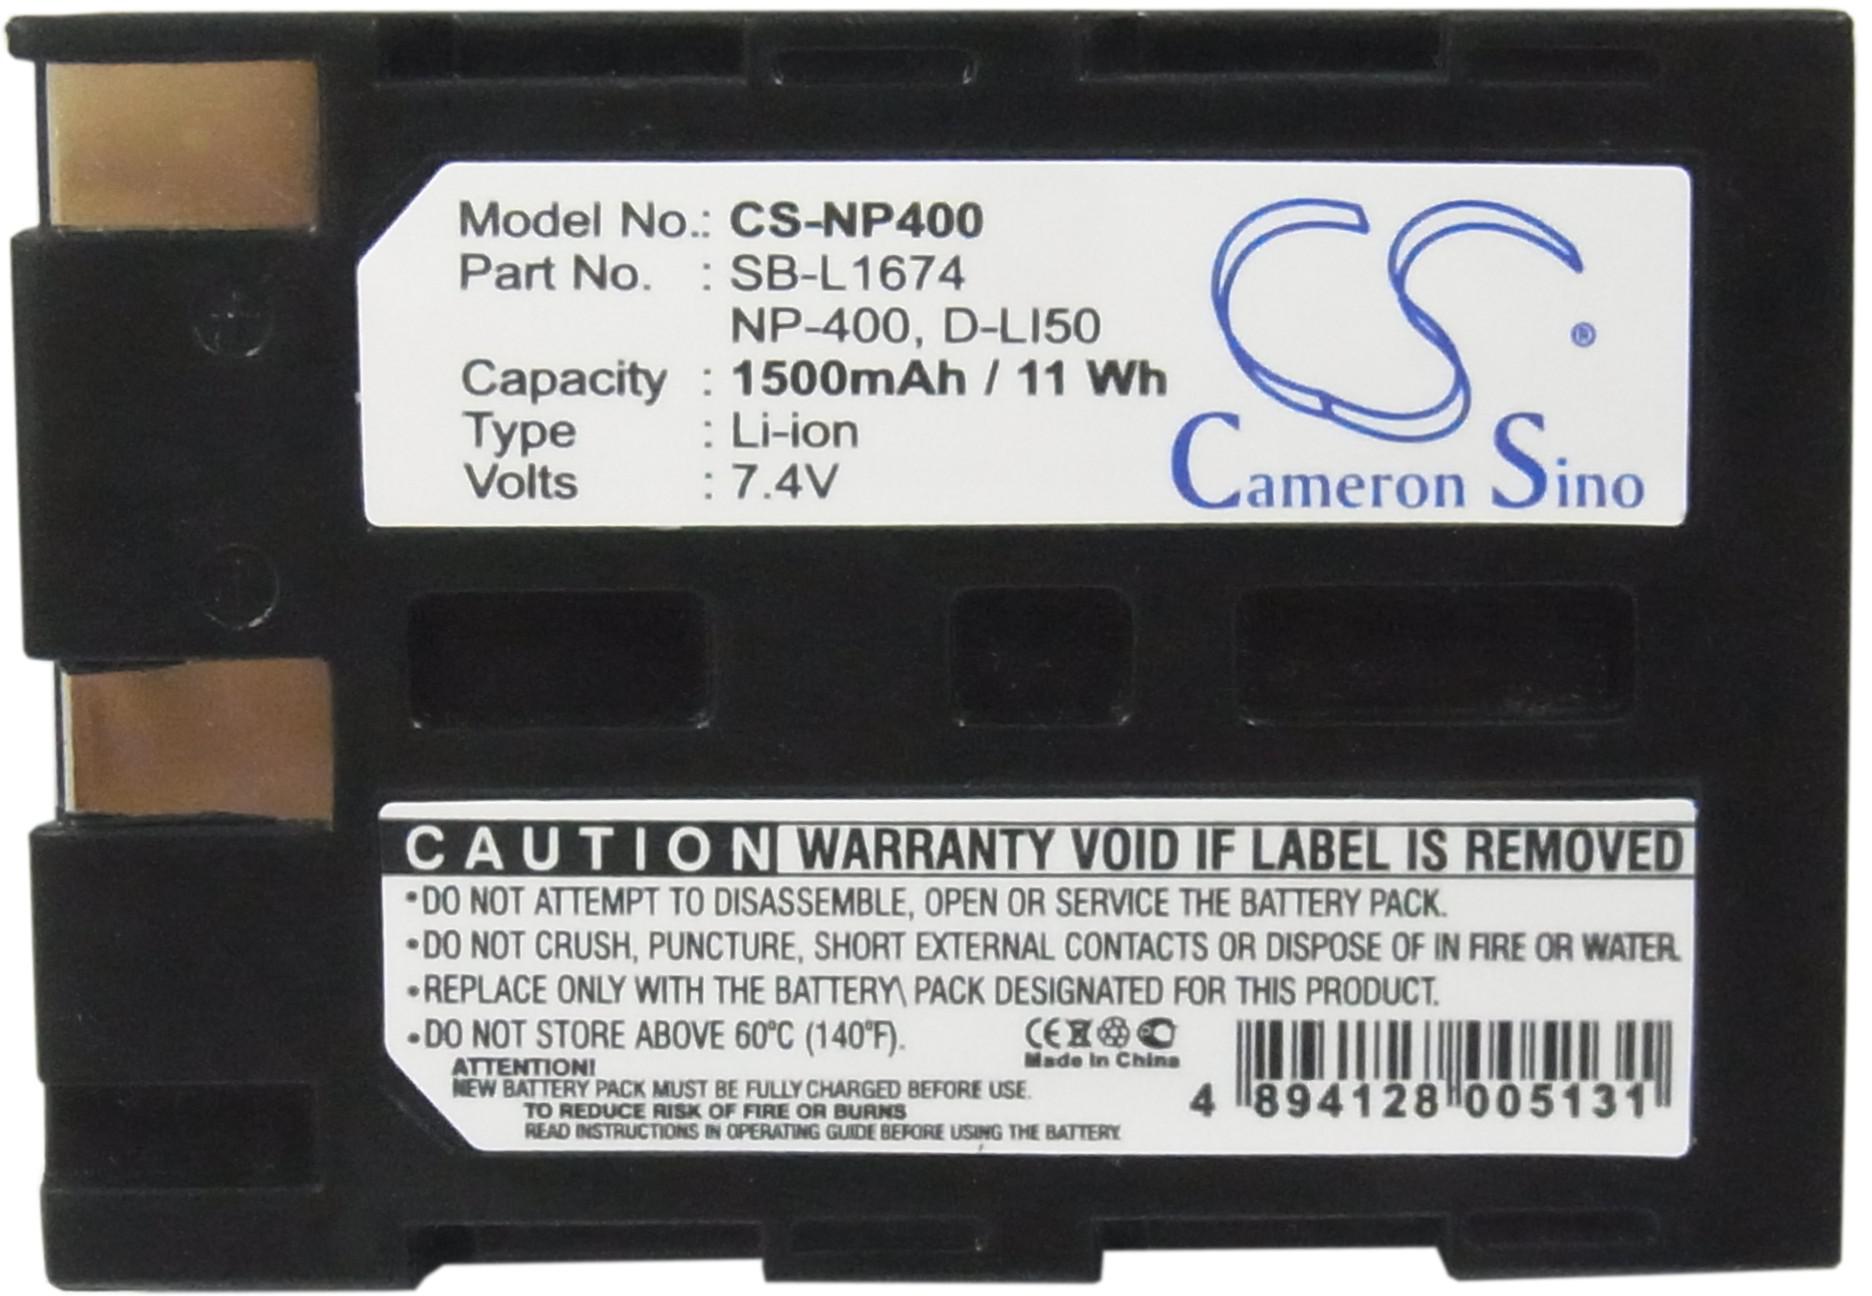 Model No.: CS-NP400
Part No. : SB-L1674
NP-400, D-LI50
Capacity : 1500mAh / 11 Wh
Type : Li-ion
Volts : 7.4V
CS
®
Cameron Sino
CAUTION WARRANTY VOID IF LABEL IS REMOVED
•DO NOT ATTEMPT TO DISASSEMBLE, OPEN OR SERVICE THE BATTERY PACK.
•DO NOT CRUSH, PUNCTURE, SHORT EXTERNAL CONTACTS OR DISPOSE OF IN FIRE OR WATER.
•REPLACE ONLY WITH THE BATTERY\ PACK DESIGNATED FOR THIS PRODUCT.
•DO NOT STORE ABOVE 60°C (140°F).
CE
Made In China
ATTENTION!
NEW BATTERY PACK MUST BE FULLY CHARGED BEFORE USE.
TO REDUCE RISK OF FIRE OR BURNS
READ INSTRUCTIONS IN OPERATING GUIDE BEFORE USING THE BATTERY.
4 894128 005131